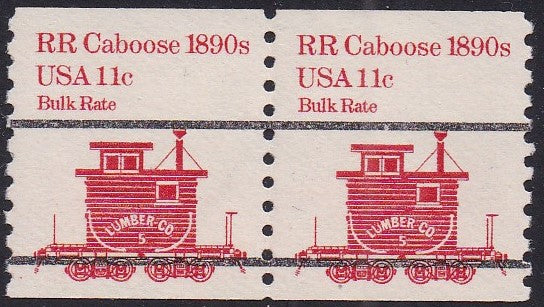 RR Caboose 1890s
USA 11c
Bulk Rate
LUMBER-CO
5
RR Caboose 1890s
USA 11c
Bulk Rate
LUMBER-CO
5